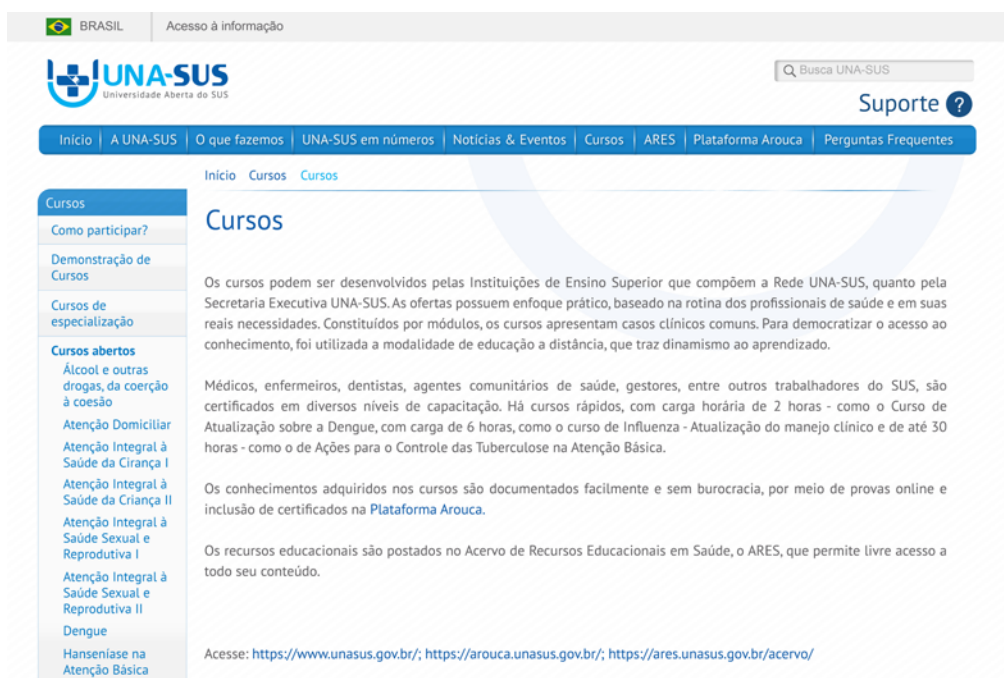 BRASIL
Acesso à informação
UNA-SUS
Universidade Aberta do SUS
Busca UNA-SUS
Suporte ?
Início A UNA-SUS O que fazemos UNA-SUS em números Notícias & Eventos Cursos ARES Plataforma Arouca Perguntas Frequentes
Início Cursos Cursos
Cursos
Como participar?
Demonstração de
Cursos
Cursos de
especialização
Cursos abertos
Álcool e outras
drogas, da coerção
à coesão
Atenção Domiciliar
Atenção Integral à
Saúde da Cirança I
Atenção Integral à
Saúde da Criança II
Atenção Integral à
Saúde Sexual e
Reprodutiva I
Atenção Integral à
Saúde Sexual e
Reprodutiva II
Dengue
Hanseníase na
Atenção Básica
Cursos
Os cursos podem ser desenvolvidos pelas Instituições de Ensino Superior que compõem a Rede UNA-SUS, quanto pela
Secretaria Executiva UNA-SUS. As ofertas possuem enfoque prático, baseado na rotina dos profissionais de saúde e em suas
reais necessidades. Constituídos por módulos, os cursos apresentam casos clínicos comuns. Para democratizar o acesso ao
conhecimento, foi utilizada a modalidade de educação a distância, que traz dinamismo ao aprendizado.
Médicos, enfermeiros, dentistas, agentes comunitários de saúde, gestores, entre outros trabalhadores do SUS, são
certificados em diversos níveis de capacitação. Há cursos rápidos, com carga horária de 2 horas - como o Curso de
Atualização sobre a Dengue, com carga de 6 horas, como o curso de Influenza - Atualização do manejo clínico e de até 30
horas - como o de Ações para o Controle das Tuberculose na Atenção Básica.
Os conhecimentos adquiridos nos cursos são documentados facilmente e sem burocracia, por meio de provas online e
inclusão de certificados na Plataforma Arouca.
Os recursos educacionais são postados no Acervo de Recursos Educacionais em Saúde, o ARES, que permite livre acesso a
todo seu conteúdo.
Acesse: https://www.unasus.gov.br/; https://arouca.unasus.gov.br/; https://ares.unasus.gov.br/acervo/